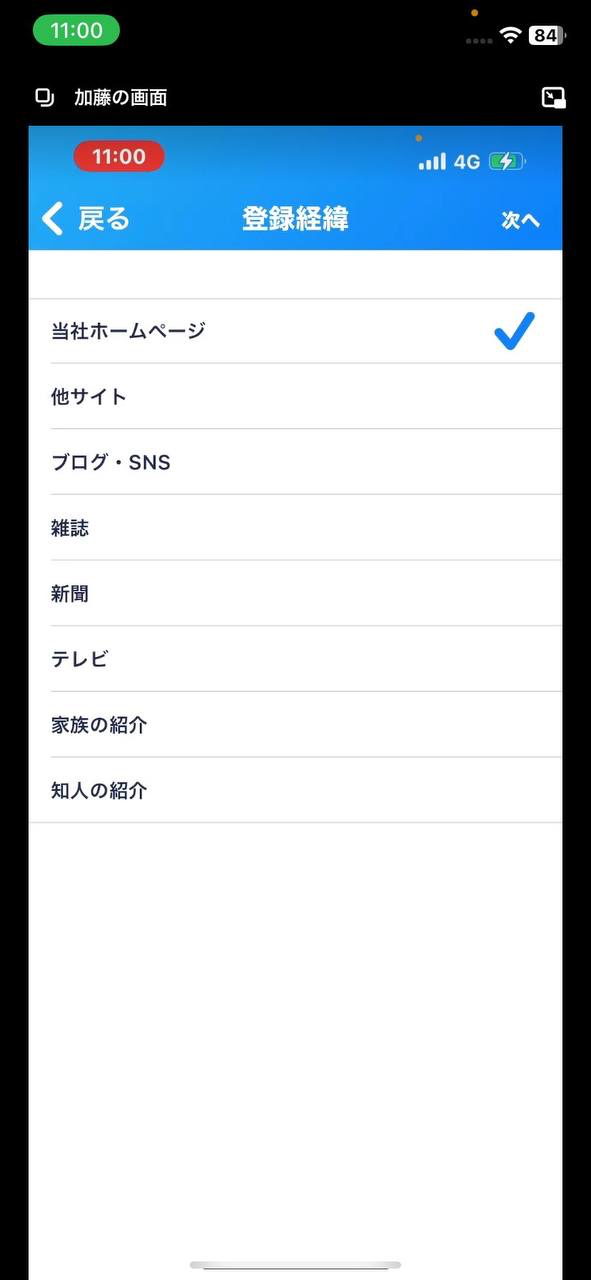 11:00
84
加藤の画面
11:00
4G
戻る
登録経緯
次へ
当社ホームページ
他サイト
ブログ・SNS
雑誌
新聞
テレビ
家族の紹介
知人の紹介